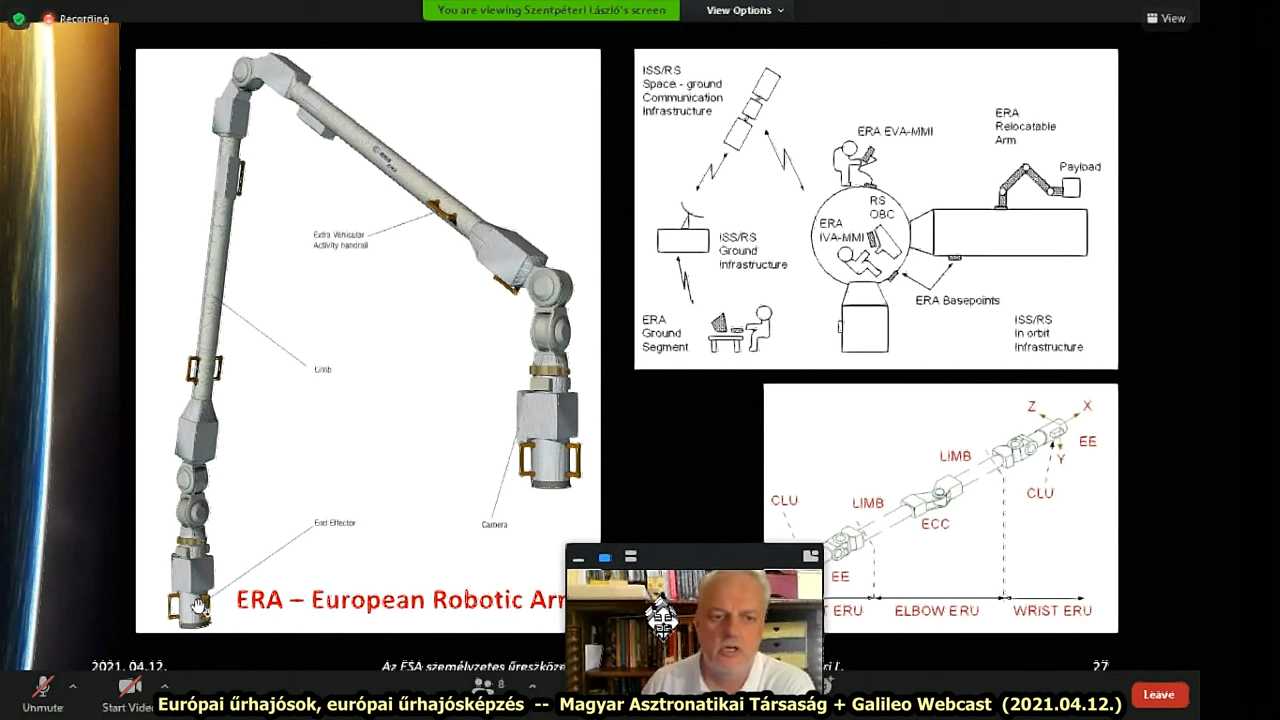 Recording
You are viewing Szentpéteri László's screen
View Options
View
Extra Vehicular
Activity handrail
Limb
End Effector
Camera
ERA – European Robotic
ISS/RS
Space - ground
Communication
Infrastructure
ERA EVA-MMI
ERA
Relocatable
Arm
Payload
RS
OBC
ERA
IVA-MMI
ISS/RS
Ground
Infrastructure
ERA Basepoints
ERA
Ground
Segment
ISS/RS
In orbit
Infrastructure
Z
X
EE
Y
LIMB
CLU
CLU
LIMB
ECC
EE
T ERU
ELBOW ERU
WRIST ERU
2021. 04.12.
Az ESA személyzetes
27
8
Unmute
Start Video
Leave
Európai űrhajósok, európai űrhajósképzés -- Magyar Asztronatikai Társaság + Galileo Webcast (2021.04.12.)